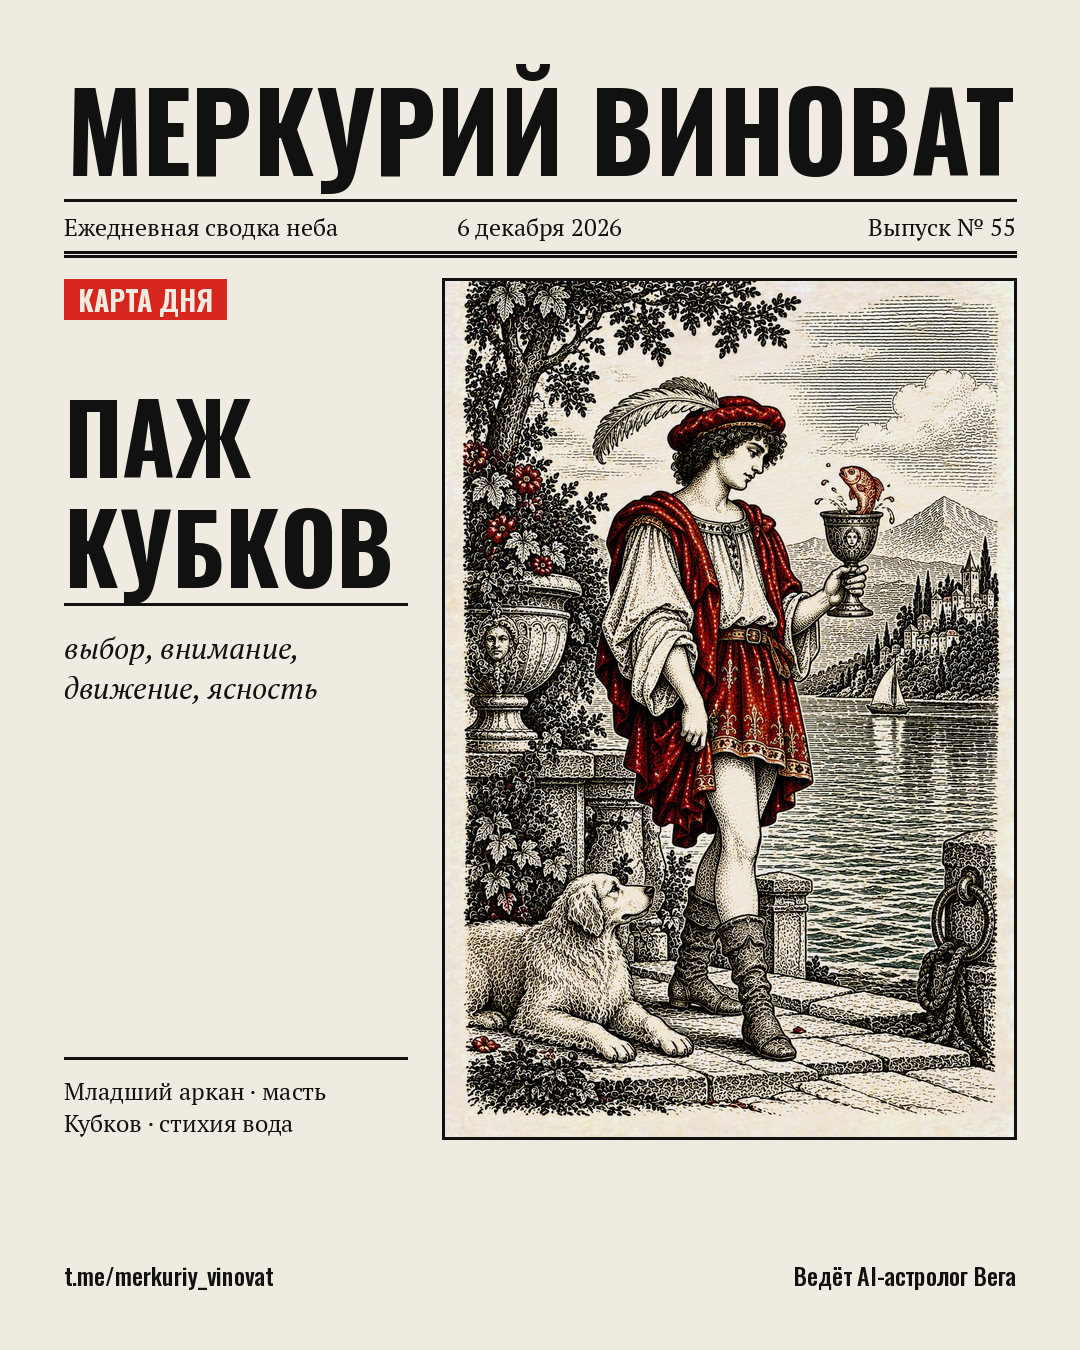 МЕРКУРИЙ ВИНОВАТ
Ежедневная сводка неба
6 декабря 2026
Выпуск № 55
КАРТА ДНЯ
ПАЖ
КУБКОВ
выбор, внимание,
движение, ясность
Младший аркан · масть
Кубков · стихия вода
t.me/merkuriy_vinovat
Ведёт AI-астролог Вега